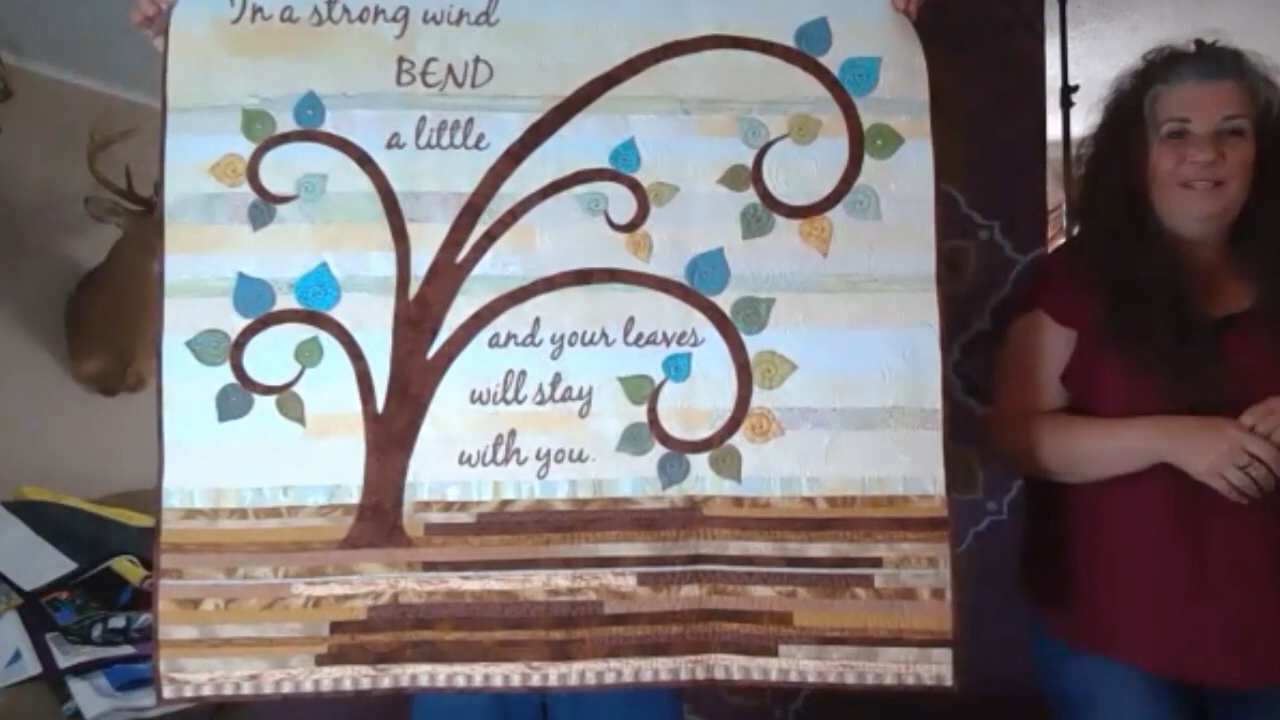 In a strong wind
BEND
a little
and your leaves
will stay
with you.